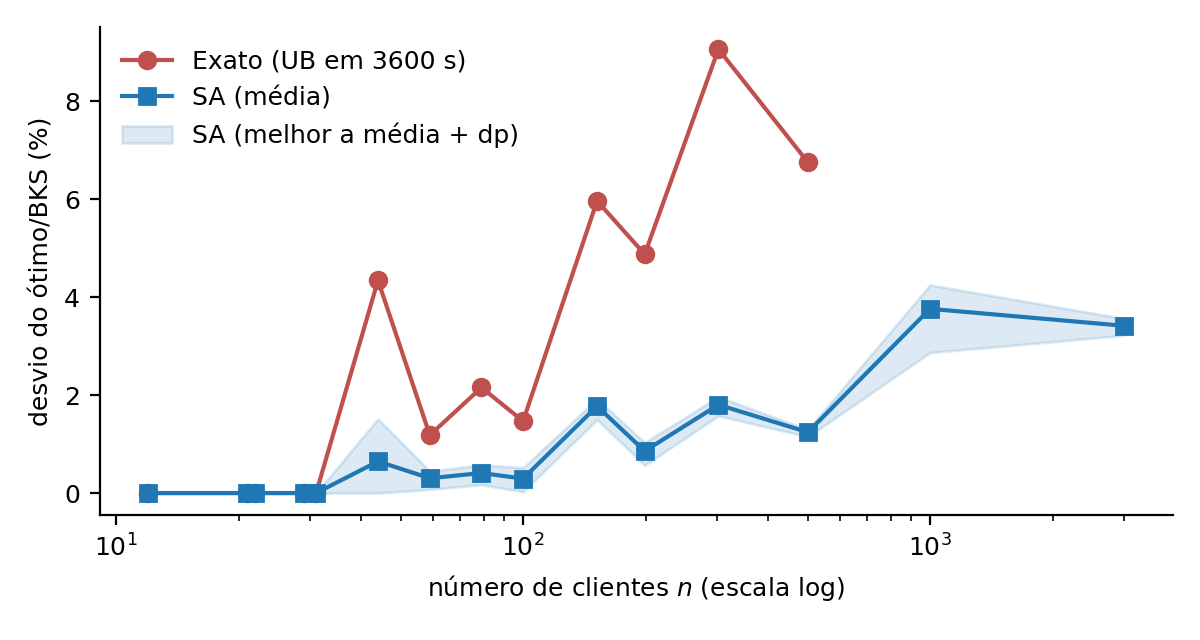 Exato (UB em 3600 s)
SA (média)
SA (melhor a média + dp)
desvio do ótimo/BKS (%)
8
6
4
2
0
10¹
10²
10³
número de clientes n (escala log)